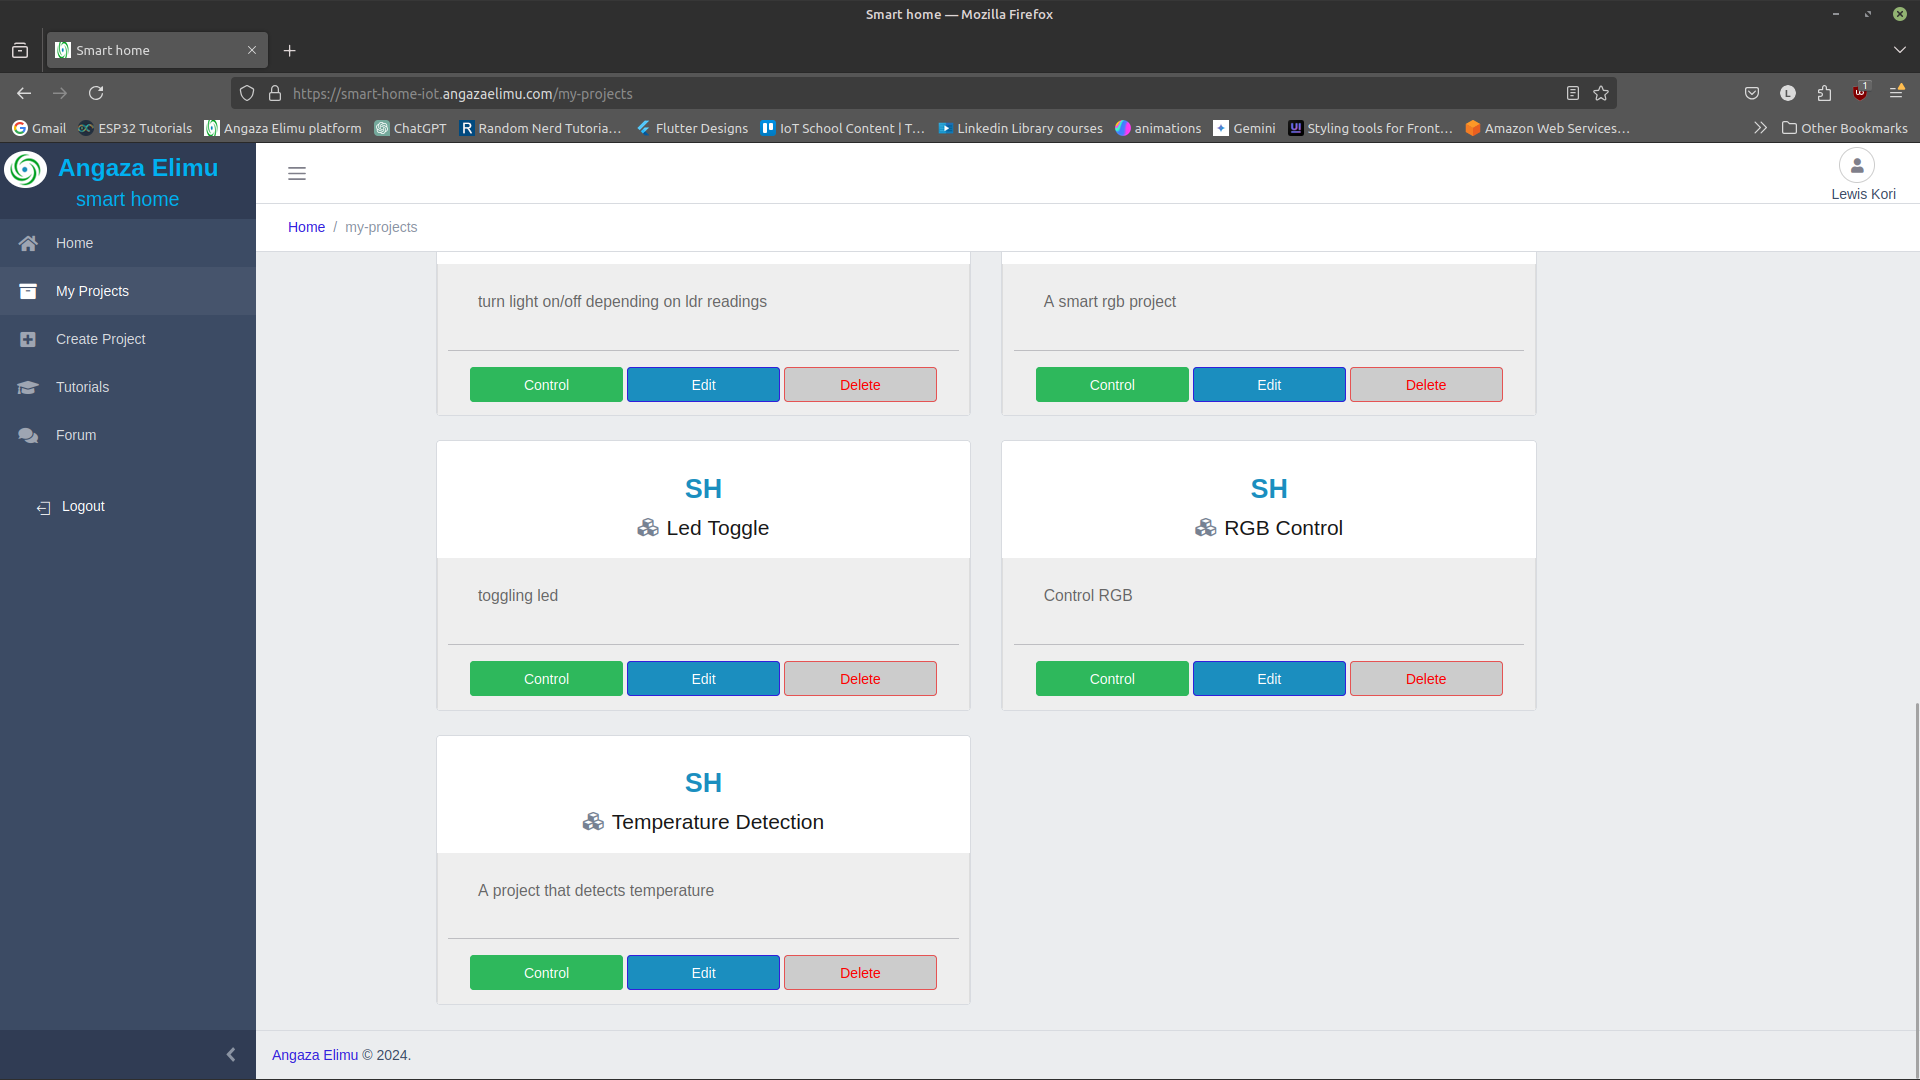 Smart home — Mozilla Firefox
Smart home
https://smart-home-iot.angazaelimu.com/my-projects
1
L
Gmail ESP32 Tutorials Angaza Elimu platform ChatGPT R Random Nerd Tutoria… Flutter Designs IoT School Content | T… Linkedin Library courses animations Gemini UI Styling tools for Front… Amazon Web Services… Other Bookmarks
Angaza Elimu
smart home
Home
My Projects
Create Project
Tutorials
Forum
Logout
Lewis Kori
Home / my-projects
turn light on/off depending on ldr readings
Control Edit Delete
A smart rgb project
Control Edit Delete
SH
Led Toggle
toggling led
Control Edit Delete
SH
RGB Control
Control RGB
Control Edit Delete
SH
Temperature Detection
A project that detects temperature
Control Edit Delete
Angaza Elimu © 2024.